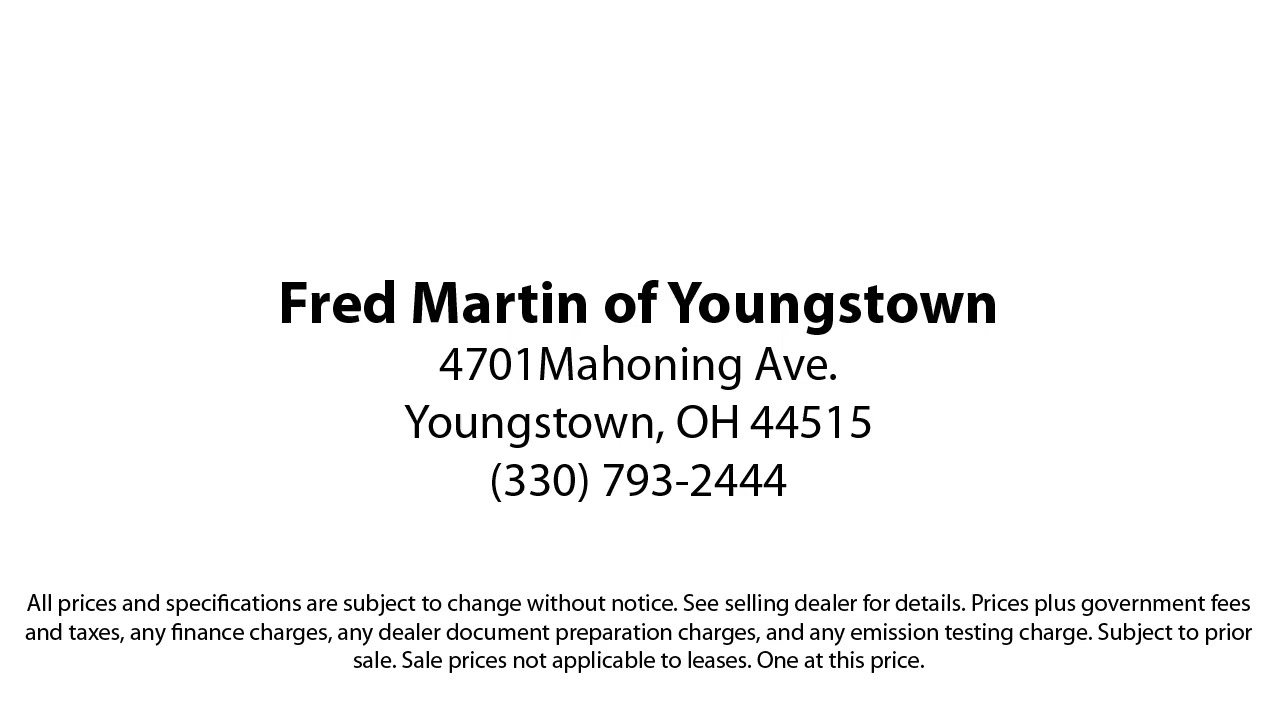 Fred Martin of Youngstown
4701Mahoning Ave.
Youngstown, OH 44515
(330) 793-2444
All prices and specifications are subject to change without notice. See selling dealer for details. Prices plus government fees
and taxes, any finance charges, any dealer document preparation charges, and any emission testing charge. Subject to prior
sale. Sale prices not applicable to leases. One at this price.